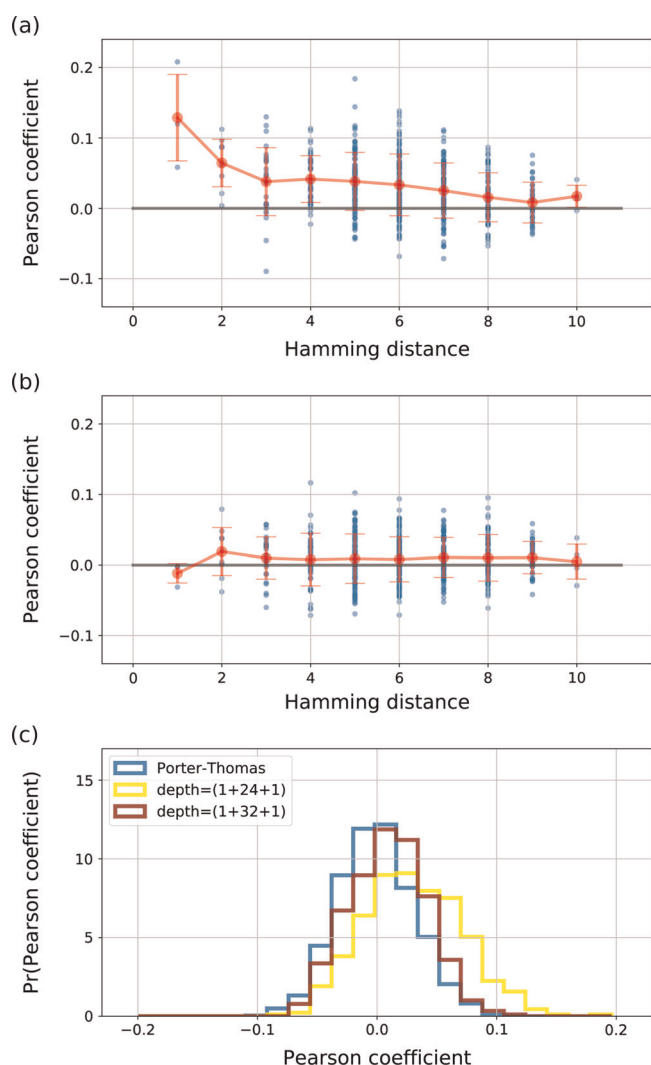 (a)
0.2
0.1
0.0
−0.1
Pearson coefficient
0 2 4 6 8 10
Hamming distance
(b)
0.2
0.1
0.0
−0.1
Pearson coefficient
0 2 4 6 8 10
Hamming distance
(c)
15
10
5
0
Pr(Pearson coefficient)
Porter-Thomas
depth=(1+24+1)
depth=(1+32+1)
−0.2 −0.1 0.0 0.1 0.2
Pearson coefficient